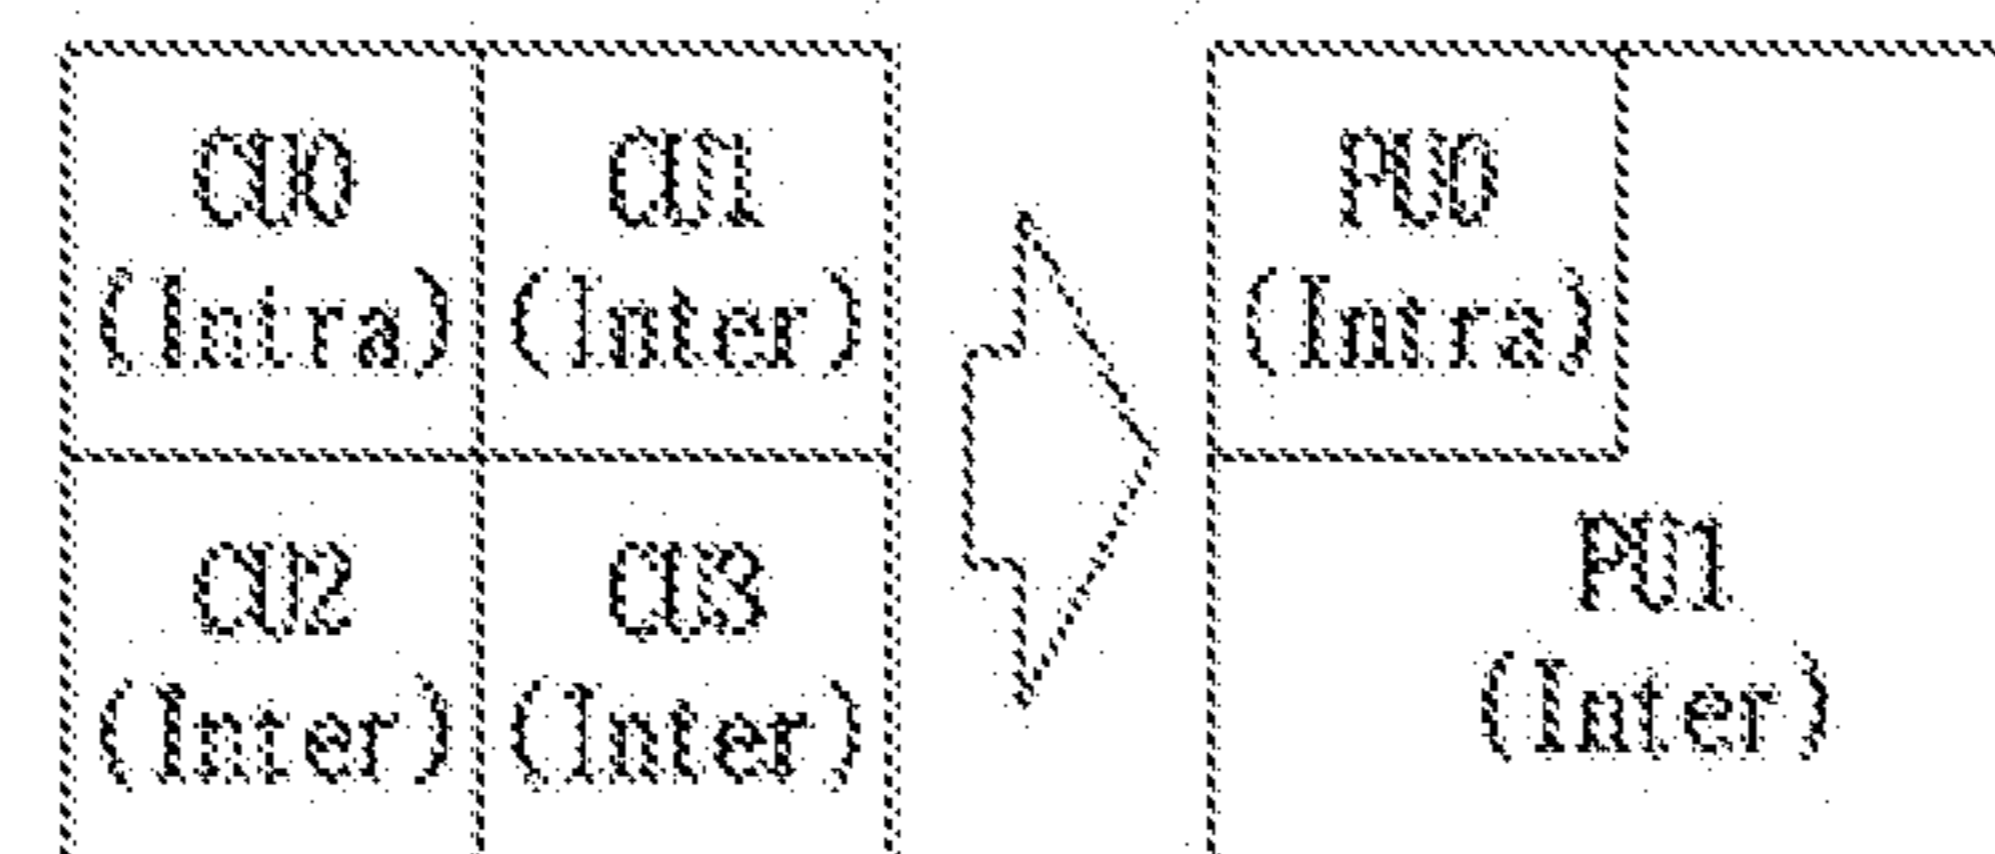 CU0
(Intra)
CU1
(Inter)
CU2
(Inter)
CU3
(Inter)
PU0
(Intra)
PU1
(Inter)